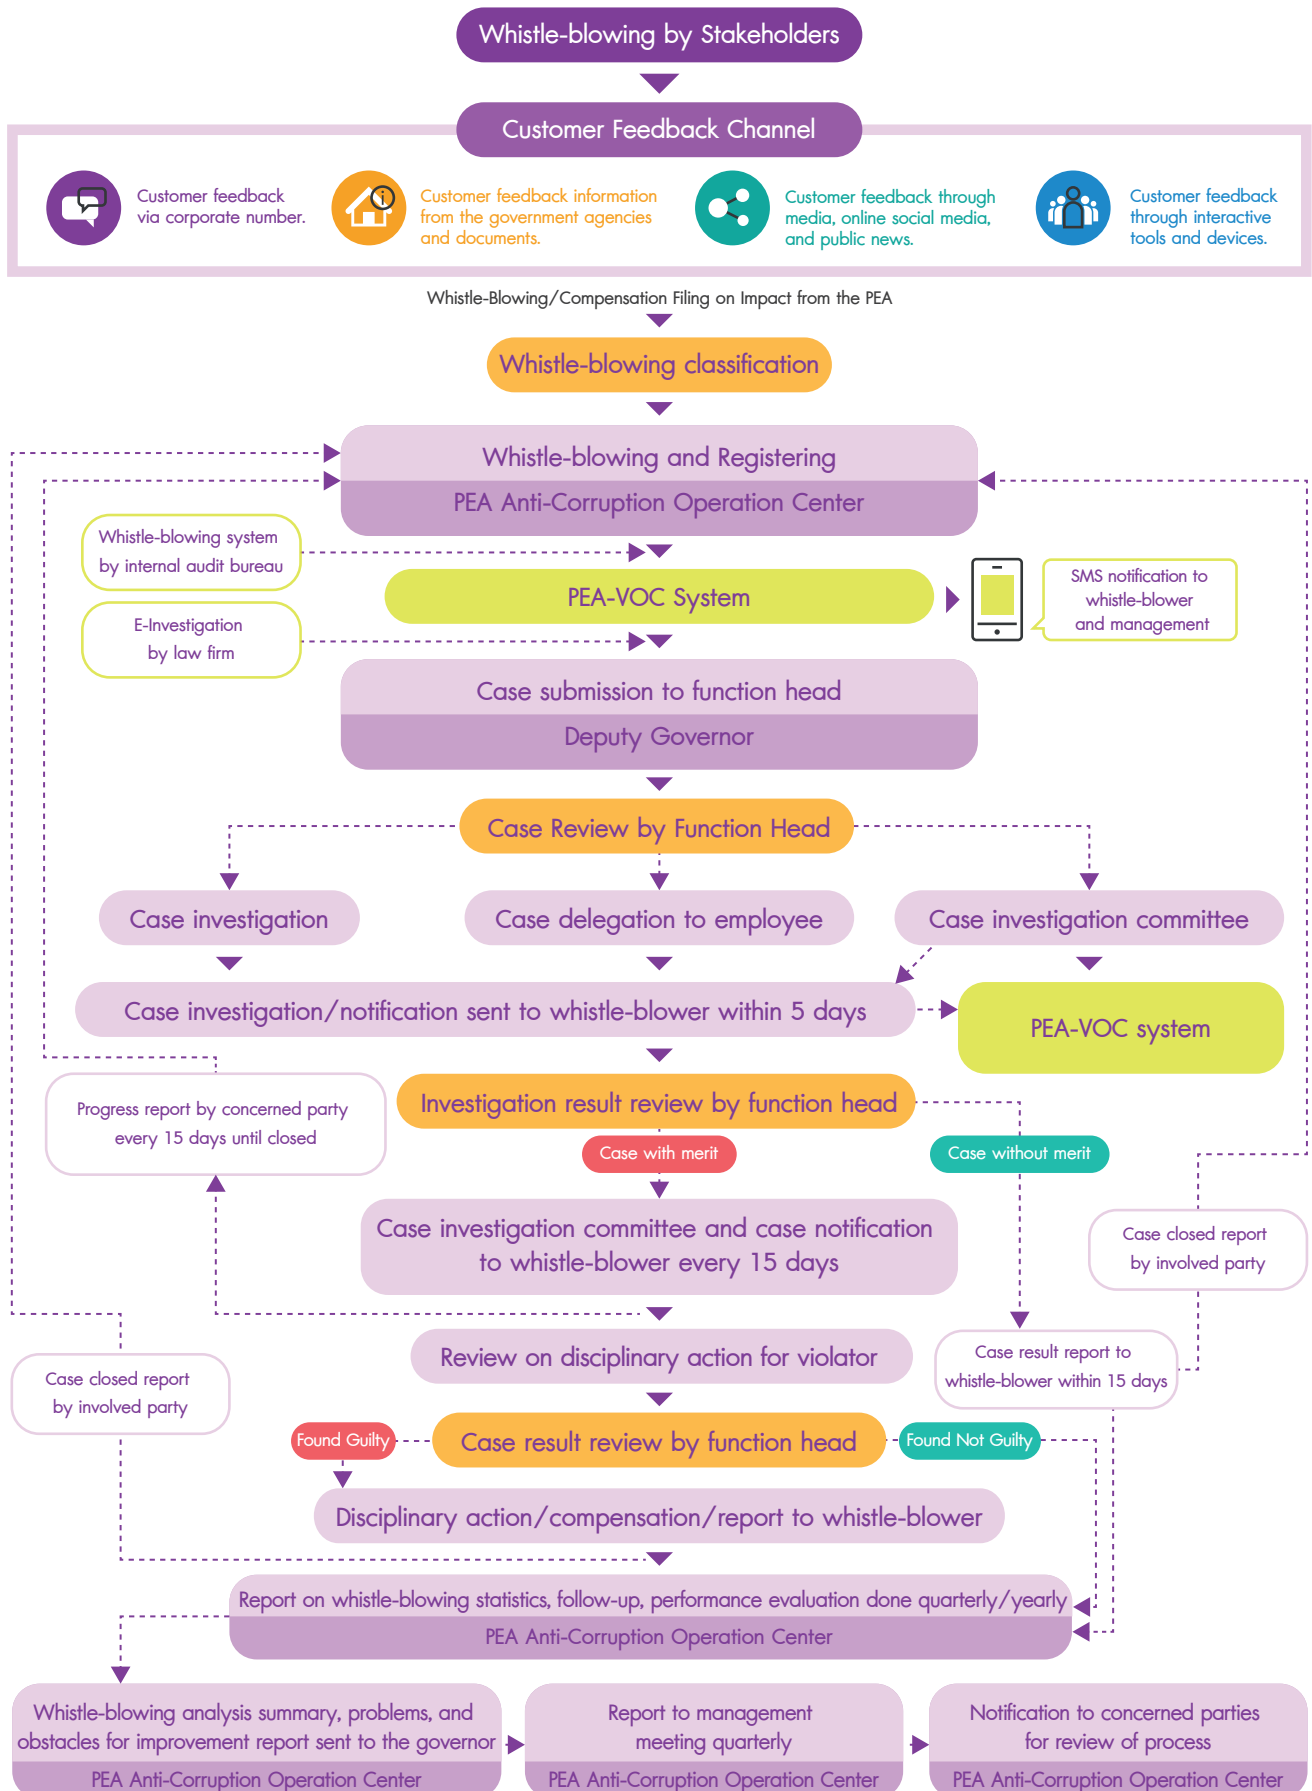 Whistle-blowing by Stakeholders
Customer Feedback Channel
Customer feedback
via corporate number.
Customer feedback information
from the government agencies
and documents.
Customer feedback through
media, online social media,
and public news.
Customer feedback
through interactive
tools and devices.
Whistle-Blowing/Compensation Filing on Impact from the PEA
Whistle-blowing classification
Whistle-blowing and Registering
PEA Anti-Corruption Operation Center
Whistle-blowing system
by internal audit bureau
PEA-VOC System
SMS notification to
whistle-blower
and management
E-Investigation
by law firm
Case submission to function head
Deputy Governor
Case Review by Function Head
Case investigation
Case delegation to employee
Case investigation committee
Case investigation/notification sent to whistle-blower within 5 days
PEA-VOC system
Progress report by concerned party
every 15 days until closed
Investigation result review by function head
Case with merit
Case without merit
Case investigation committee and case notification
to whistle-blower every 15 days
Case closed report
by involved party
Review on disciplinary action for violator
Case result report to
whistle-blower within 15 days
Case closed report
by involved party
Found Guilty
Case result review by function head
Found Not Guilty
Disciplinary action/compensation/report to whistle-blower
Report on whistle-blowing statistics, follow-up, performance evaluation done quarterly/yearly
PEA Anti-Corruption Operation Center
Whistle-blowing analysis summary, problems, and
obstacles for improvement report sent to the governor
PEA Anti-Corruption Operation Center
Report to management
meeting quarterly
PEA Anti-Corruption Operation Center
Notification to concerned parties
for review of process
PEA Anti-Corruption Operation Center